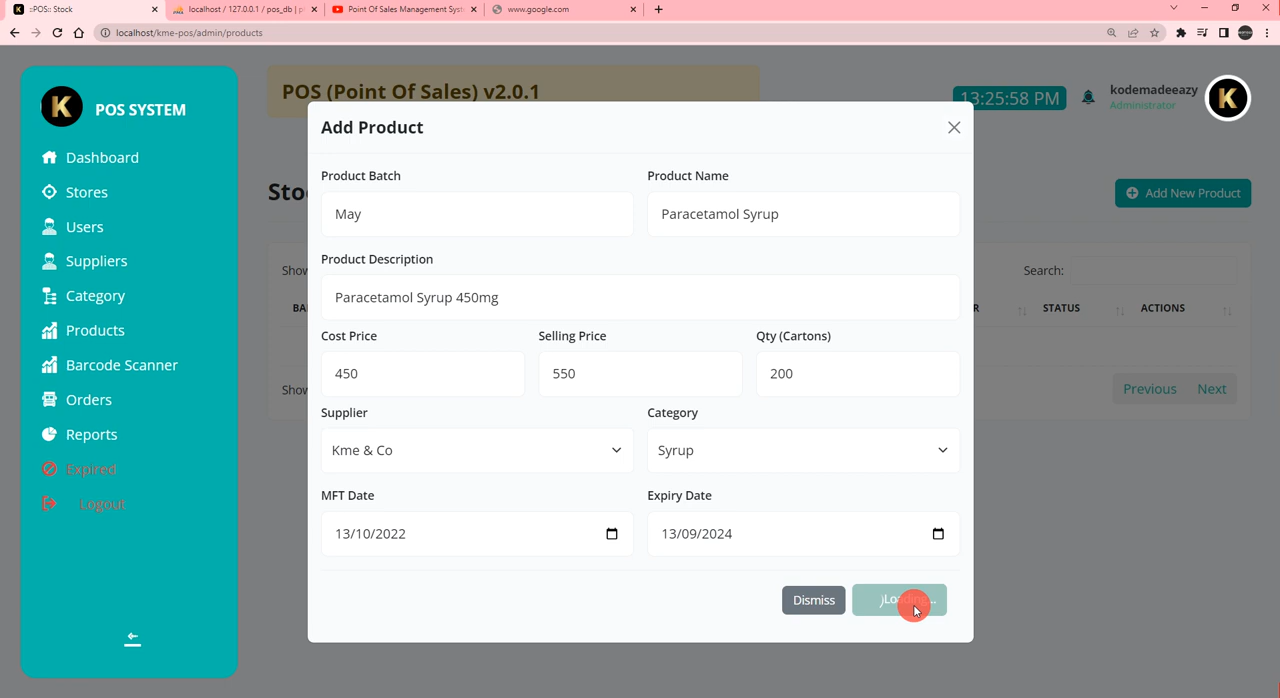 ::POS:: Stock
localhost / 127.0.0.1 / pos_db | p
Point Of Sales Management Syst
www.google.com
localhost/kme-pos/admin/products
K POS SYSTEM
Dashboard
Stores
Users
Suppliers
Category
Products
Barcode Scanner
Orders
Reports
Expired
Logout
POS (Point Of Sales) v2.0.1
13:25:58 PM
kodemadeeazy
Administrator
K
Add New Product
Show
Search:
STATUS
ACTIONS
Previous Next
Add Product
Product Batch
Product Name
May
Paracetamol Syrup
Product Description
Paracetamol Syrup 450mg
Cost Price
Selling Price
Qty (Cartons)
450
550
200
Supplier
Category
Kme & Co
Syrup
MFT Date
Expiry Date
13/10/2022
13/09/2024
Dismiss
Loading...